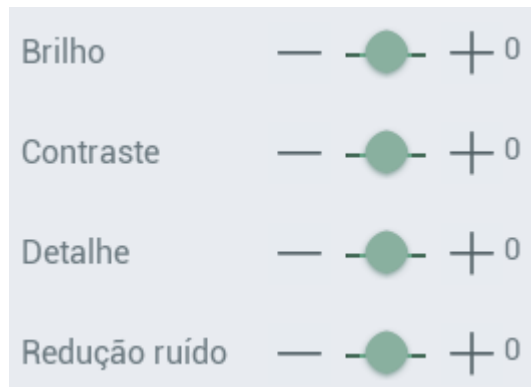 Brilho — + 0
Contraste — + 0
Detalhe — + 0
Redução ruído — + 0